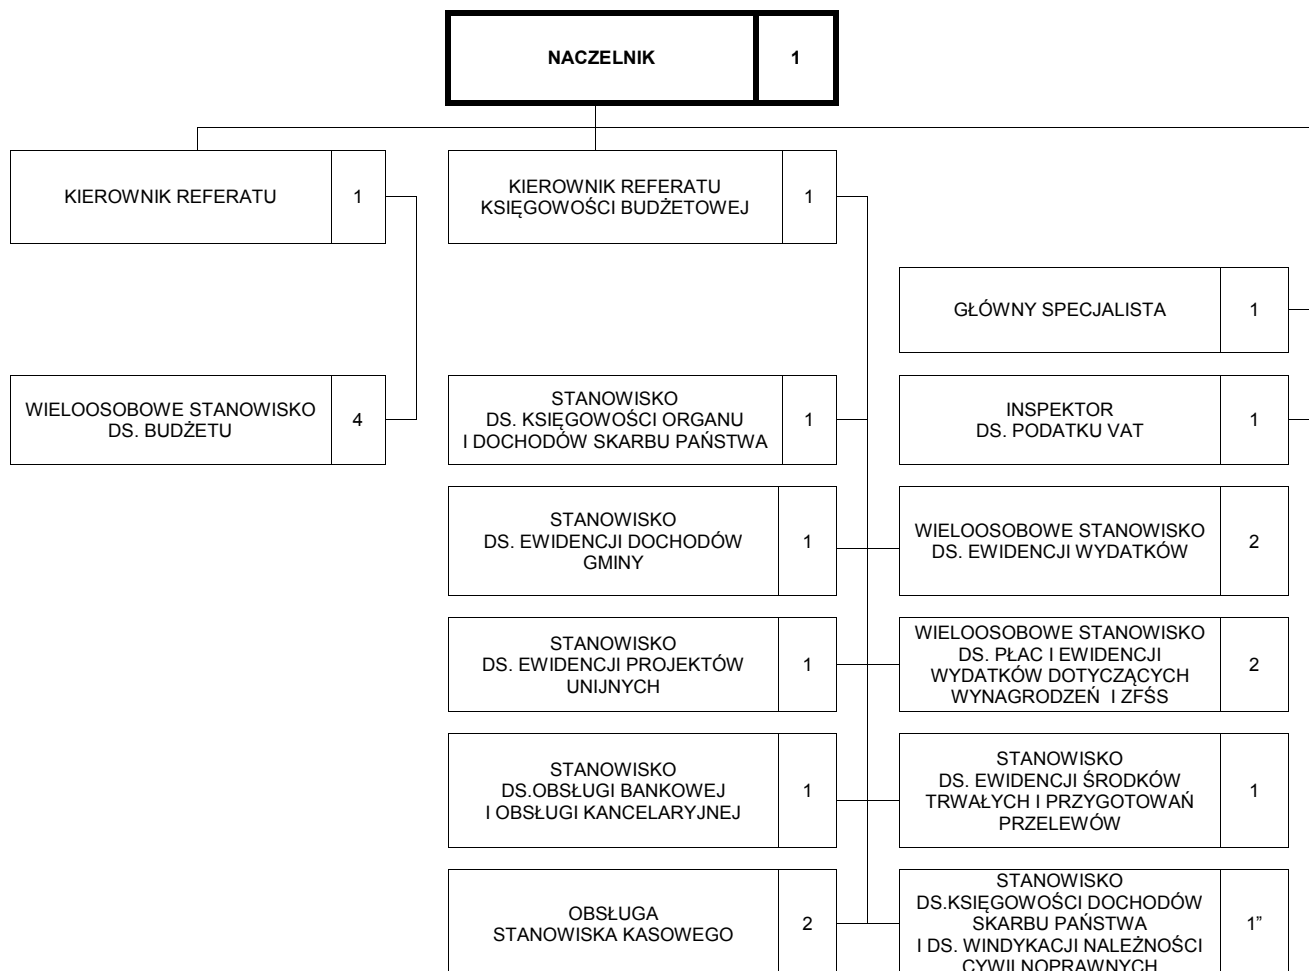 NACZELNIK
1
KIEROWNIK REFERATU
1
KIEROWNIK REFERATU
KSIĘGOWOŚCI BUDŻETOWEJ
1
GŁÓWNY SPECJALISTA
1
WIELOOSOBOWE STANOWISKO
DS. BUDŻETU
4
STANOWISKO
DS. KSIĘGOWOŚCI ORGANU
I DOCHODÓW SKARBU PAŃSTWA
1
INSPEKTOR
DS. PODATKU VAT
1
STANOWISKO
DS. EWIDENCJI DOCHODÓW
GMINY
1
WIELOOSOBOWE STANOWISKO
DS. EWIDENCJI WYDATKÓW
2
STANOWISKO
DS. EWIDENCJI PROJEKTÓW
UNIJNYCH
1
WIELOOSOBOWE STANOWISKO
DS. PŁAC I EWIDENCJI
WYDATKÓW DOTYCZĄCYCH
WYNAGRODZEŃ I ZFŚS
2
STANOWISKO
DS.OBSŁUGI BANKOWEJ
I OBSŁUGI KANCELARYJNEJ
1
STANOWISKO
DS. EWIDENCJI ŚRODKÓW
TRWAŁYCH I PRZYGOTOWAŃ
PRZELEWÓW
1
OBSŁUGA
STANOWISKA KASOWEGO
2
STANOWISKO
DS.KSIĘGOWOŚCI DOCHODÓW
SKARBU PAŃSTWA
I DS. WINDYKACJI NALEŻNOŚCI
CYWILNOPRAWNYCH
1”